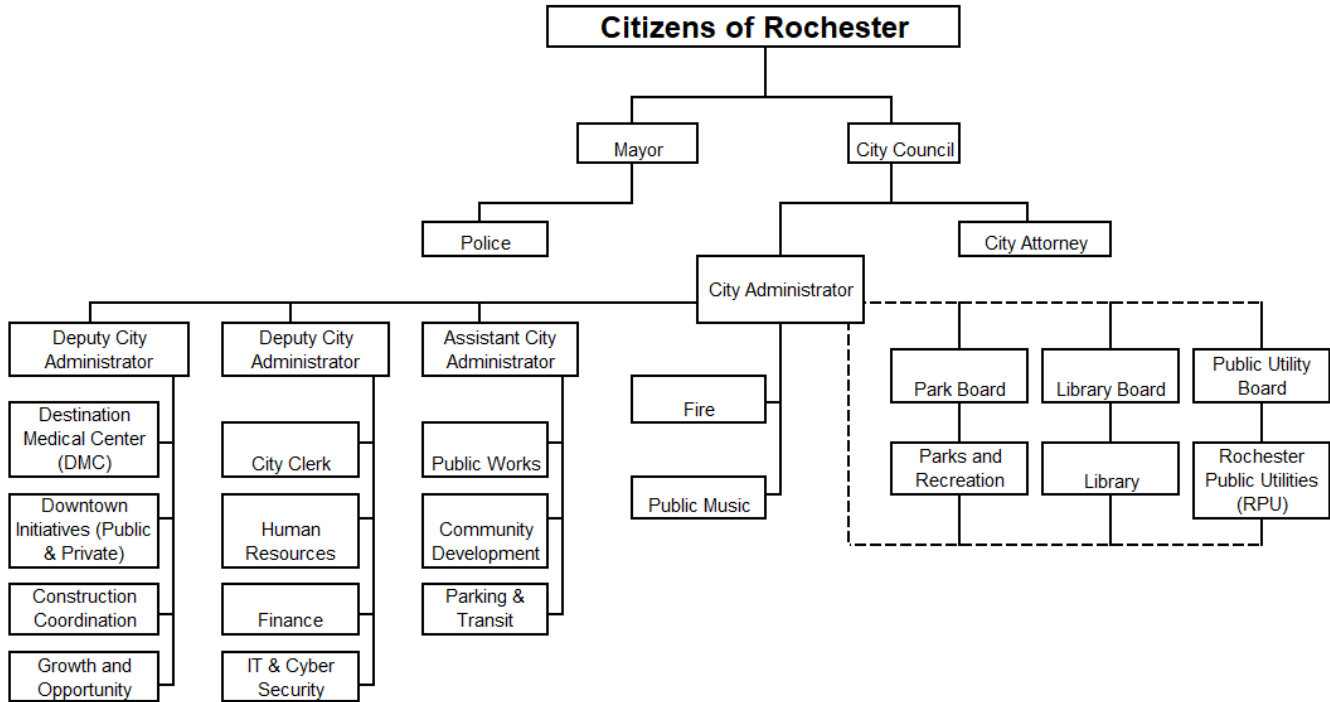 Citizens of Rochester
Mayor
City Council
Police
City Attorney
City Administrator
Deputy City
Administrator
Deputy City
Administrator
Assistant City
Administrator
Destination
Medical Center
(DMC)
Downtown
Initiatives (Public
& Private)
Construction
Coordination
Growth and
Opportunity
City Clerk
Human
Resources
Finance
IT & Cyber
Security
Public Works
Community
Development
Parking &
Transit
Fire
Public Music
Park Board
Parks and
Recreation
Library Board
Library
Public Utility
Board
Rochester
Public Utilities
(RPU)